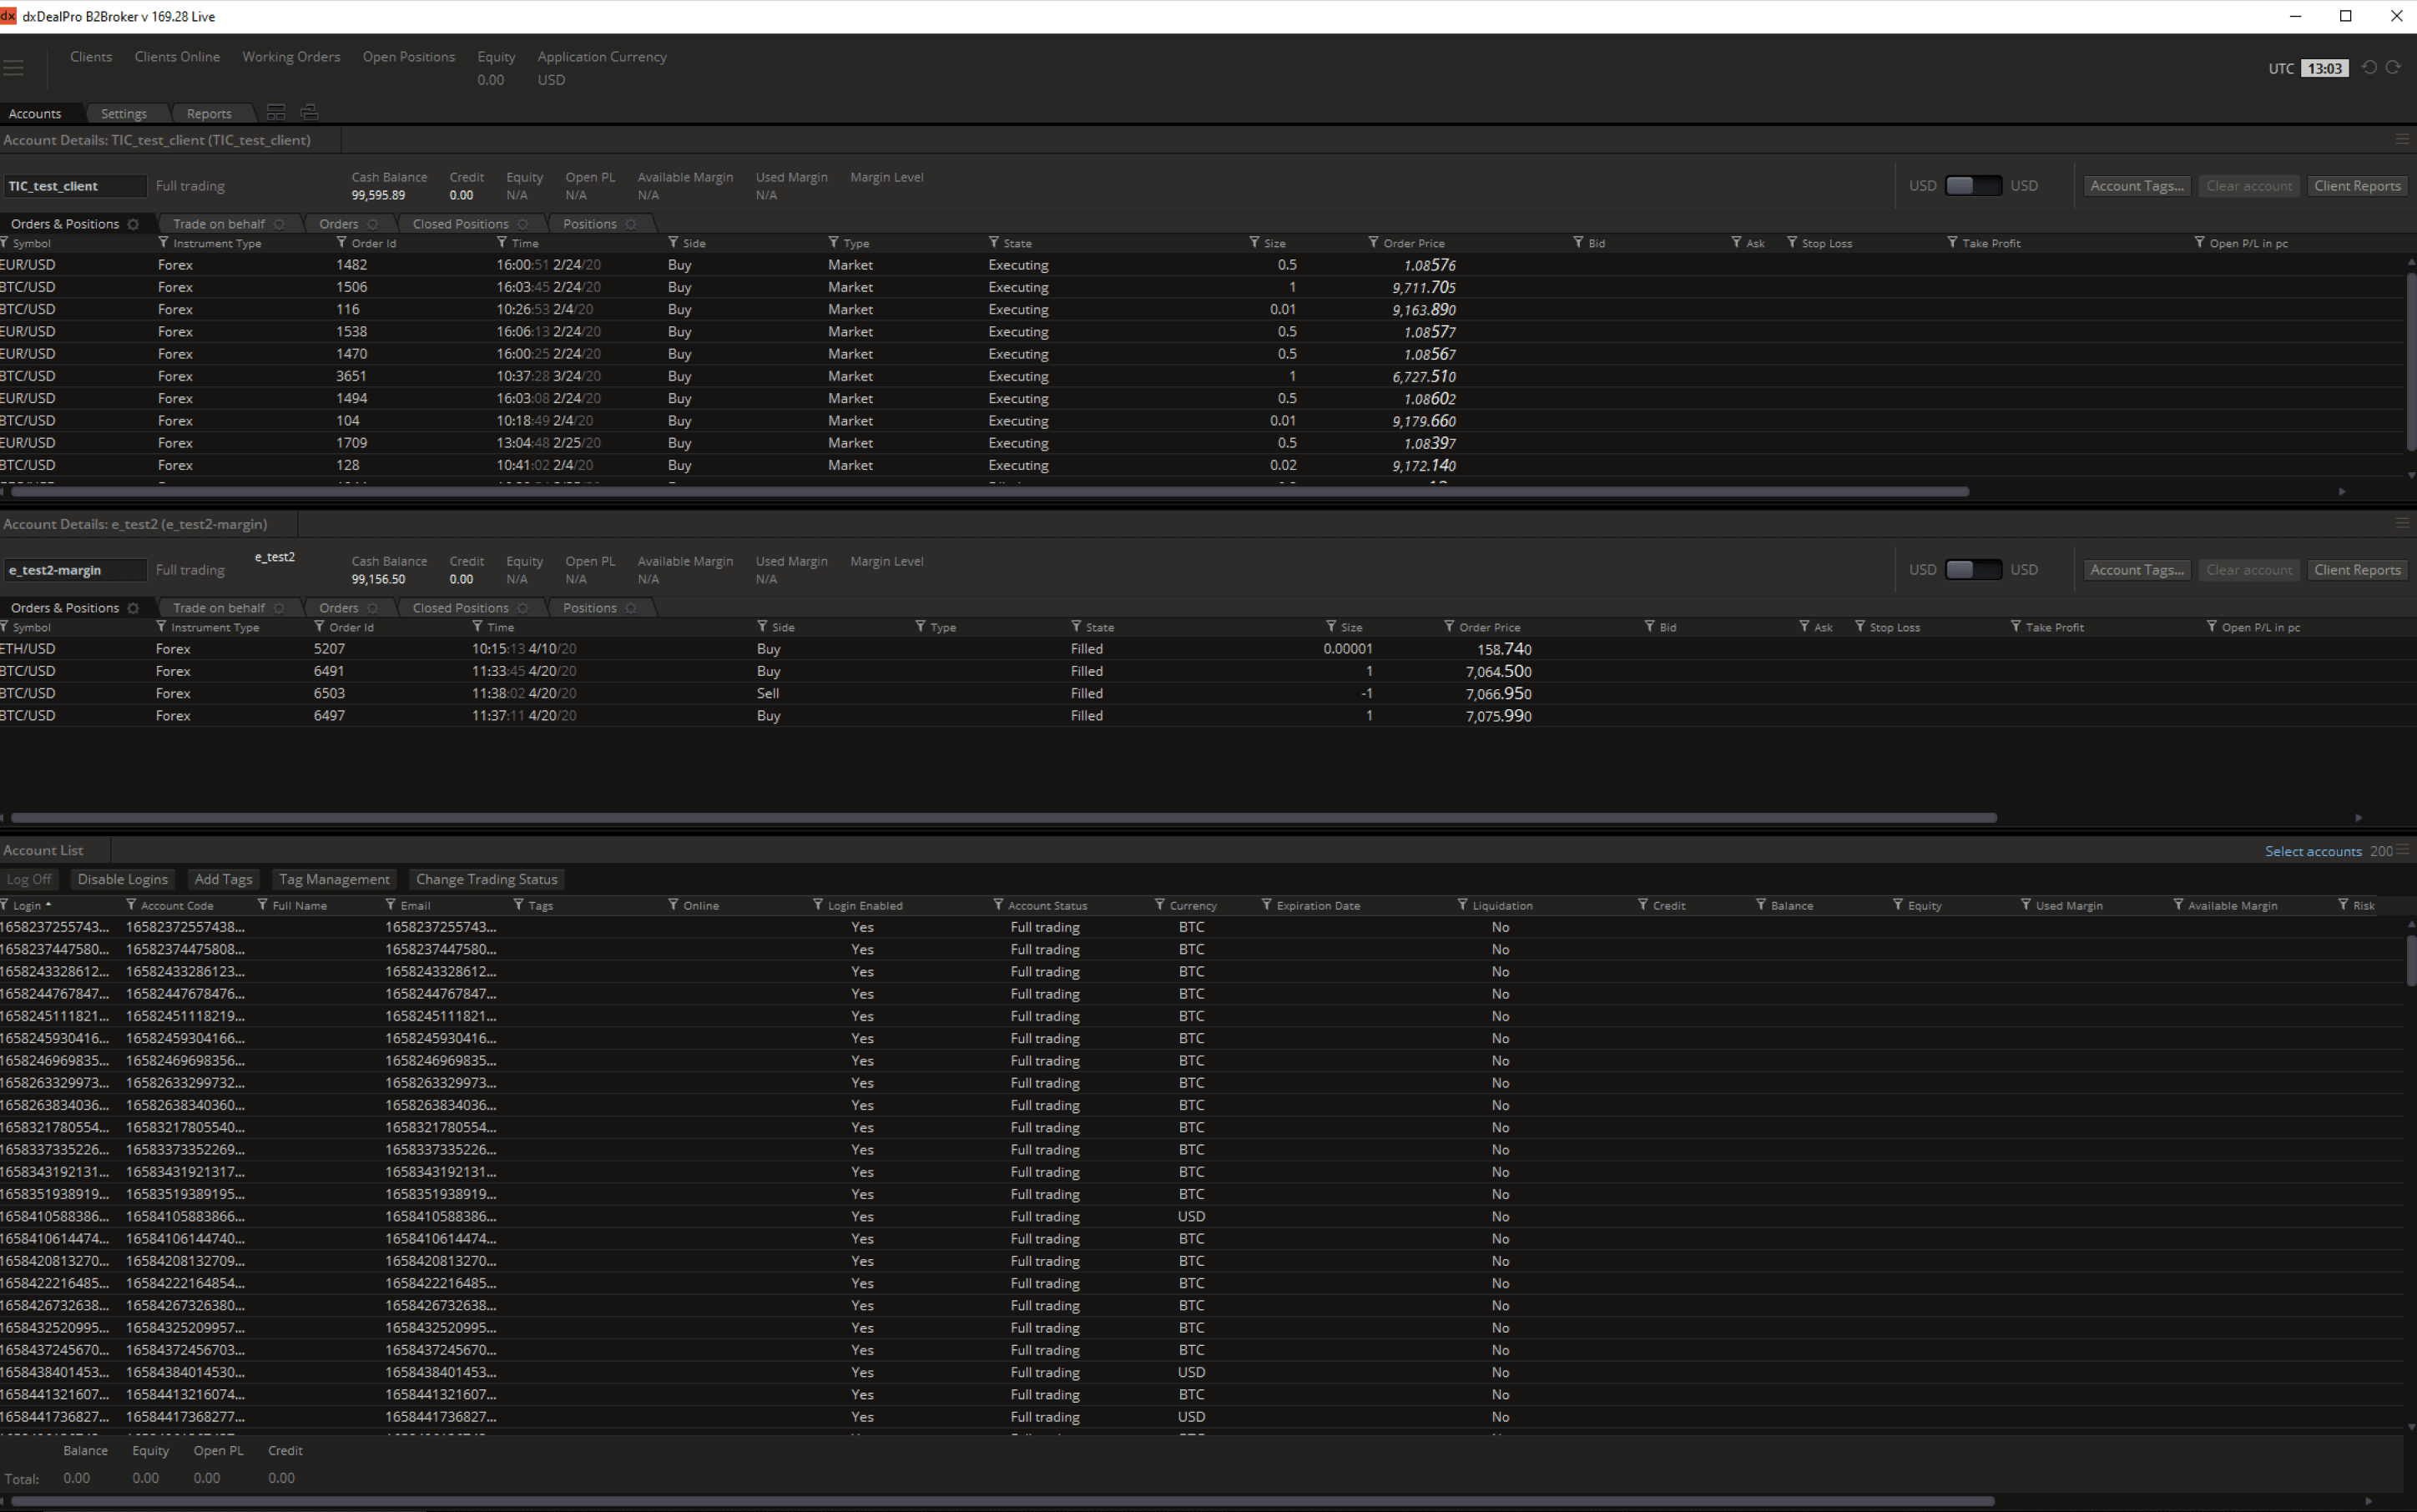 dx dxDealPro B2Broker v 169.28 Live
Clients Clients Online Working Orders Open Positions Equity Application Currency
0.00 USD
UTC 13:03
Accounts Settings Reports
Account Details: TIC_test_client (TIC_test_client)
TIC_test_client Full trading
Cash Balance Credit Equity Open PL Available Margin Used Margin Margin Level
99,595.89 0.00 N/A N/A N/A N/A
USD USD Account Tags... Clear account Client Reports
Orders & Positions Trade on behalf Orders Closed Positions Positions
Symbol Instrument Type Order Id Time Side Type State Size Order Price Bid Ask Stop Loss Take Profit Open P/L in pc
EUR/USD Forex 1482 16:00:51 2/24/20 Buy Market Executing 0.5 1.08576
BTC/USD Forex 1506 16:03:45 2/24/20 Buy Market Executing 1 9,711.705
BTC/USD Forex 116 10:26:53 2/4/20 Buy Market Executing 0.01 9,163.890
EUR/USD Forex 1538 16:06:13 2/24/20 Buy Market Executing 0.5 1.08577
EUR/USD Forex 1470 16:00:25 2/24/20 Buy Market Executing 0.5 1.08567
BTC/USD Forex 3651 10:37:28 3/24/20 Buy Market Executing 1 6,727.510
EUR/USD Forex 1494 16:03:08 2/24/20 Buy Market Executing 0.5 1.08602
BTC/USD Forex 104 10:18:49 2/4/20 Buy Market Executing 0.01 9,179.660
EUR/USD Forex 1709 13:04:48 2/25/20 Buy Market Executing 0.5 1.08397
BTC/USD Forex 128 10:41:02 2/4/20 Buy Market Executing 0.02 9,172.140
Account Details: e_test2 (e_test2-margin)
e_test2-margin Full trading e_test2
Cash Balance Credit Equity Open PL Available Margin Used Margin Margin Level
99,156.50 0.00 N/A N/A N/A N/A
USD USD Account Tags... Clear account Client Reports
Orders & Positions Trade on behalf Orders Closed Positions Positions
Symbol Instrument Type Order Id Time Side Type State Size Order Price Bid Ask Stop Loss Take Profit Open P/L in pc
ETH/USD Forex 5207 10:15:13 4/10/20 Buy Filled 0.00001 158.740
BTC/USD Forex 6491 11:33:45 4/20/20 Buy Filled 1 7,064.500
BTC/USD Forex 6503 11:38:02 4/20/20 Sell Filled -1 7,066.950
BTC/USD Forex 6497 11:37:11 4/20/20 Buy Filled 1 7,075.990
Account List Select accounts 200
Log Off Disable Logins Add Tags Tag Management Change Trading Status
Login Account Code Full Name Email Tags Online Login Enabled Account Status Currency Expiration Date Liquidation Credit Balance Equity Used Margin Available Margin Risk
1658237255743... 16582372557438... 1658237255743... Yes Full trading BTC No
1658237447580... 16582374475808... 1658237447580... Yes Full trading BTC No
1658243328612... 16582433286123... 1658243328612... Yes Full trading BTC No
1658244767847... 16582447678476... 1658244767847... Yes Full trading BTC No
1658245111821... 16582451118219... 1658245111821... Yes Full trading BTC No
1658245930416... 16582459304166... 1658245930416... Yes Full trading BTC No
1658246969835... 16582469698356... 1658246969835... Yes Full trading BTC No
1658263329973... 16582633299732... 1658263329973... Yes Full trading BTC No
1658263834036... 16582638340360... 1658263834036... Yes Full trading BTC No
1658321780554... 16583217805540... 1658321780554... Yes Full trading BTC No
1658337335226... 16583373352269... 1658337335226... Yes Full trading BTC No
1658343192131... 16583431921317... 1658343192131... Yes Full trading BTC No
1658351938919... 16583519389195... 1658351938919... Yes Full trading BTC No
1658410588386... 16584105883866... 1658410588386... Yes Full trading USD No
1658410614474... 16584106144740... 1658410614474... Yes Full trading BTC No
1658420813270... 16584208132709... 1658420813270... Yes Full trading BTC No
1658422216485... 16584222164854... 1658422216485... Yes Full trading BTC No
1658426732638... 16584267326380... 1658426732638... Yes Full trading BTC No
1658432520995... 16584325209957... 1658432520995... Yes Full trading BTC No
1658437245670... 16584372456703... 1658437245670... Yes Full trading BTC No
1658438401453... 16584384014530... 1658438401453... Yes Full trading USD No
1658441321607... 16584413216074... 1658441321607... Yes Full trading BTC No
1658441736827... 16584417368277... 1658441736827... Yes Full trading USD No
Balance Equity Open PL Credit
Total: 0.00 0.00 0.00 0.00